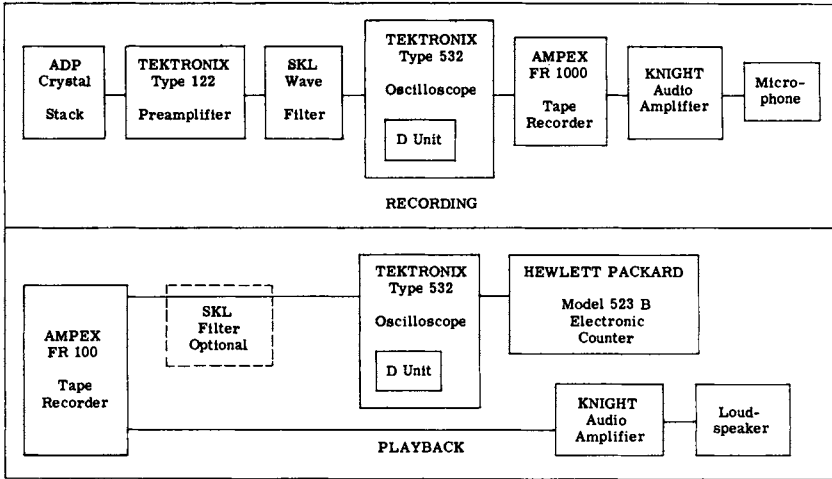 ADP
Crystal
Stack
TEKTRONIX
Type 122
Preamplifier
SKL
Wave
Filter
TEKTRONIX
Type 532
Oscilloscope
D Unit
AMPEX
FR 1000
Tape
Recorder
KNIGHT
Audio
Amplifier
Micro-
phone
RECORDING
AMPEX
FR 100
Tape
Recorder
SKL
Filter
Optional
TEKTRONIX
Type 532
Oscilloscope
D Unit
HEWLETT PACKARD
Model 523 B
Electronic
Counter
KNIGHT
Audio
Amplifier
Loud-
speaker
PLAYBACK